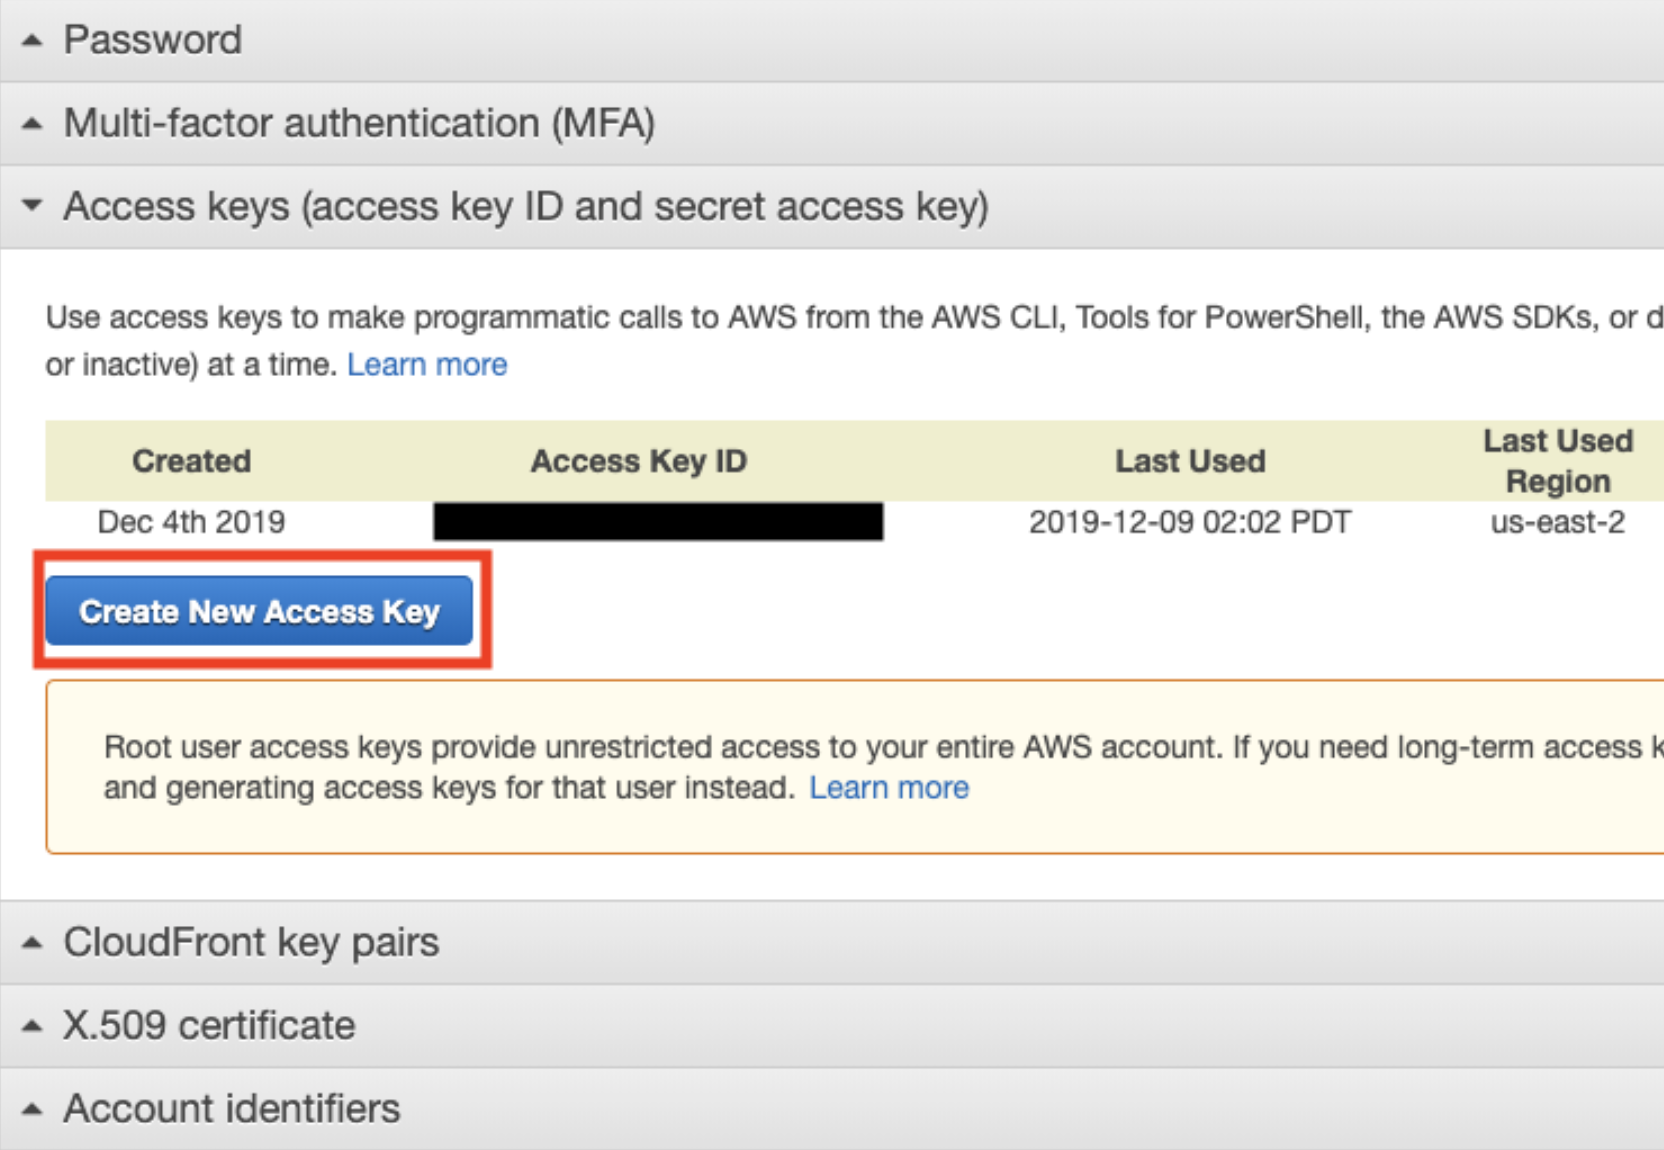 Password
Multi-factor authentication (MFA)
Access keys (access key ID and secret access key)
Use access keys to make programmatic calls to AWS from the AWS CLI, Tools for PowerShell, the AWS SDKs, or d
or inactive) at a time. Learn more
Created Access Key ID Last Used Last Used Region
Dec 4th 2019 2019-12-09 02:02 PDT us-east-2
Create New Access Key
Root user access keys provide unrestricted access to your entire AWS account. If you need long-term access k
and generating access keys for that user instead. Learn more
CloudFront key pairs
X.509 certificate
Account identifiers